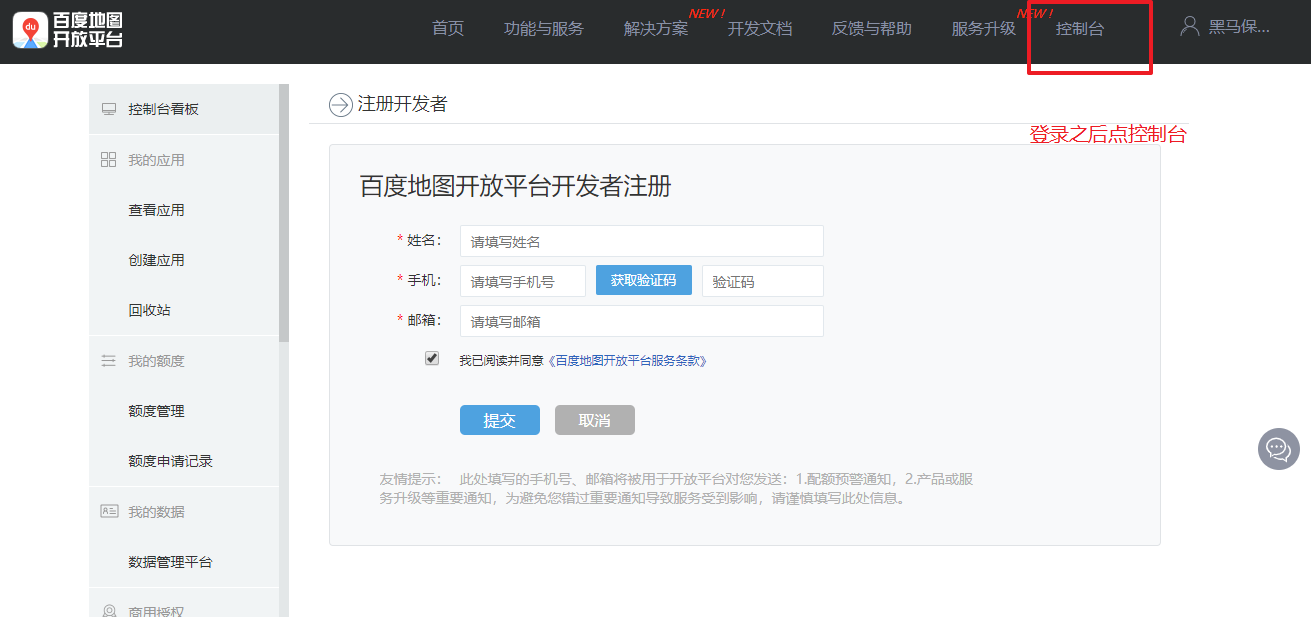 du
百度地图
开放平台
首页
功能与服务
解决方案
NEW !
开发文档
反馈与帮助
服务升级
NEW !
控制台
黑马保...
登录之后点控制台
控制台看板
我的应用
查看应用
创建应用
回收站
我的额度
额度管理
额度申请记录
我的数据
数据管理平台
商用授权
注册开发者
百度地图开放平台开发者注册
* 姓名: 请填写姓名
* 手机: 请填写手机号 获取验证码 验证码
* 邮箱: 请填写邮箱
我已阅读并同意《百度地图开放平台服务条款》
提交 取消
友情提示: 此处填写的手机号、邮箱将被用于开放平台对您发送：1.配额预警通知，2.产品或服
务升级等重要通知，为避免您错过重要通知导致服务受到影响，请谨慎填写此处信息。